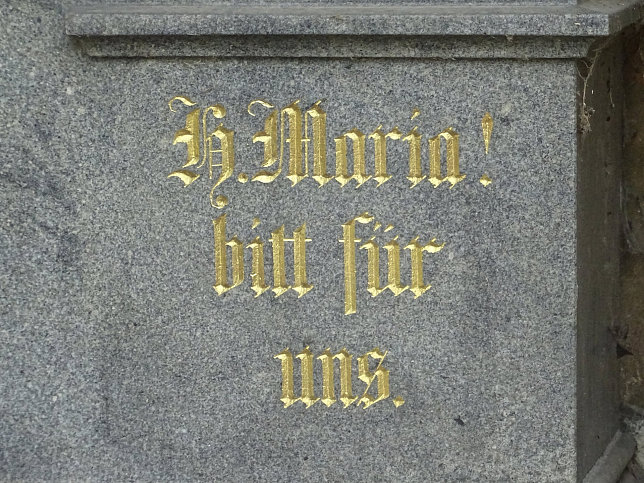 H. Maria!
bitt für
uns.